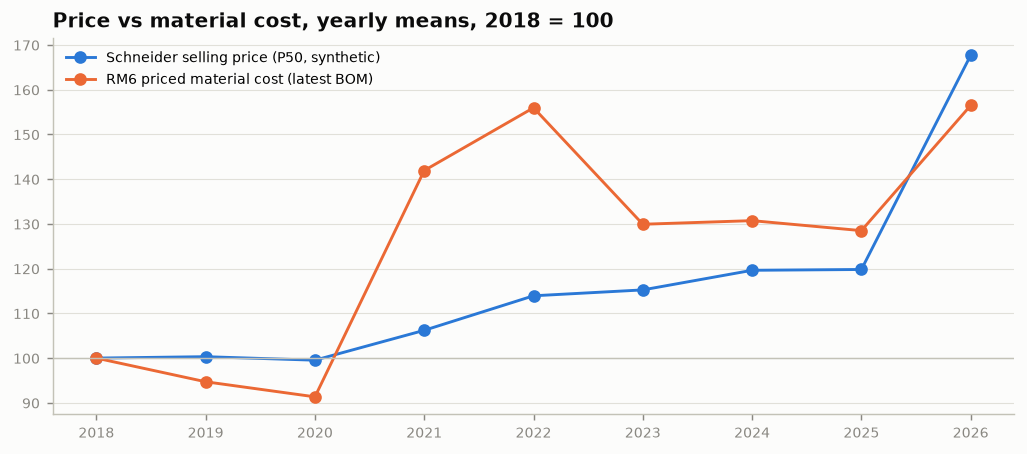 Price vs material cost, yearly means, 2018 = 100
170
160
150
140
130
120
110
100
90
Schneider selling price (P50, synthetic)
RM6 priced material cost (latest BOM)
2018 2019 2020 2021 2022 2023 2024 2025 2026